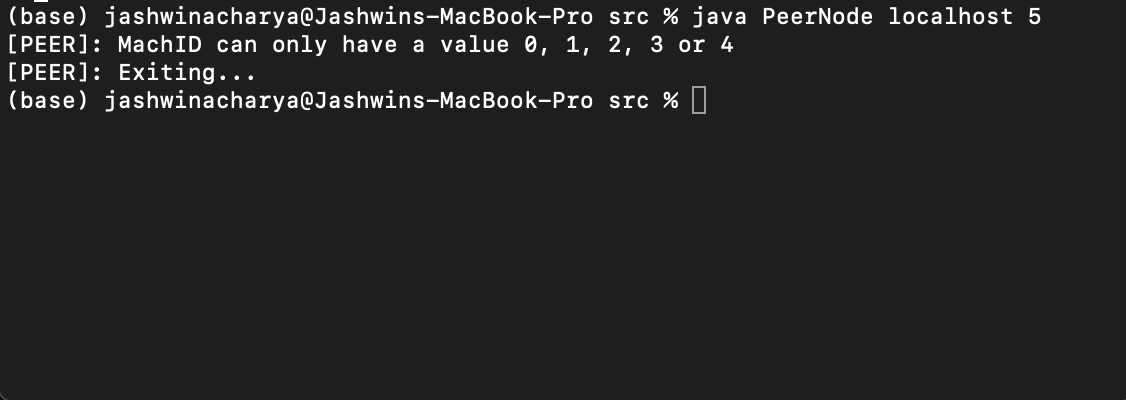 (base) jashwinacharya@Jashwins-MacBook-Pro src % java PeerNode localhost 5
[PEER]: MachID can only have a value 0, 1, 2, 3 or 4
[PEER]: Exiting...
(base) jashwinacharya@Jashwins-MacBook-Pro src %